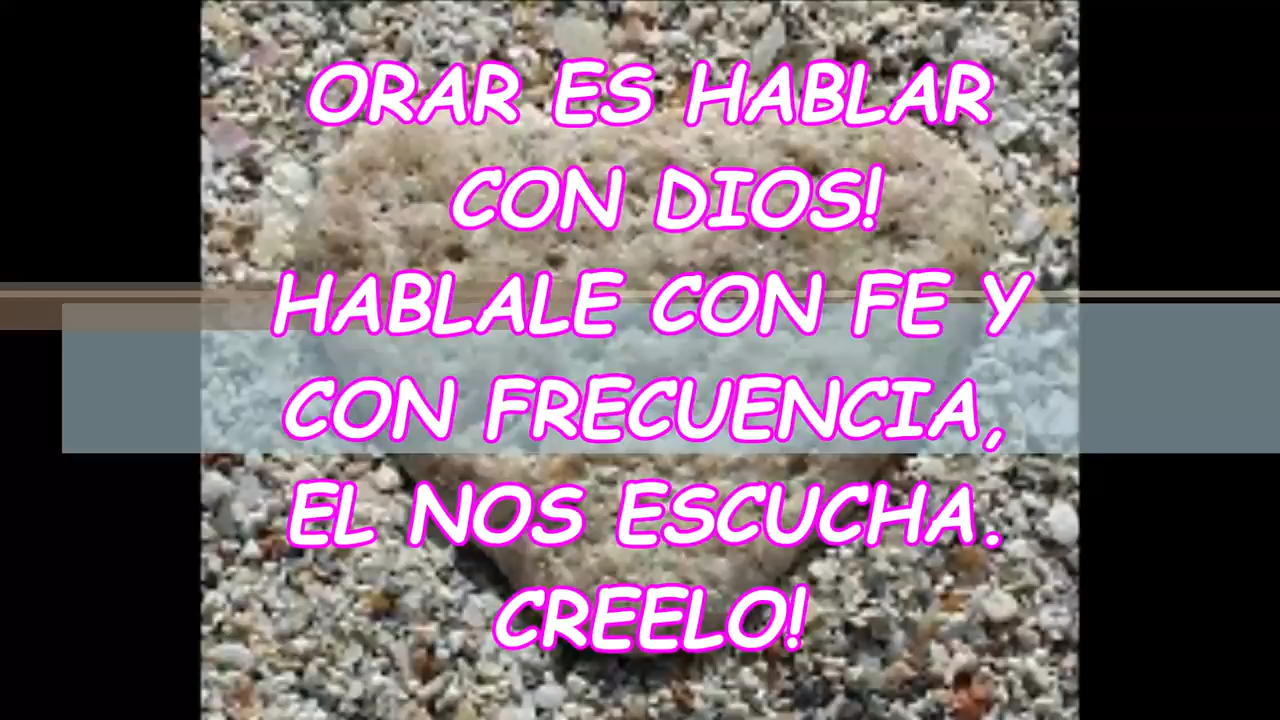 ORAR ES HABLAR
CON DIOS!
HABLALE CON FE Y
CON FRECUENCIA,
EL NOS ESCUCHA.
CREELO!